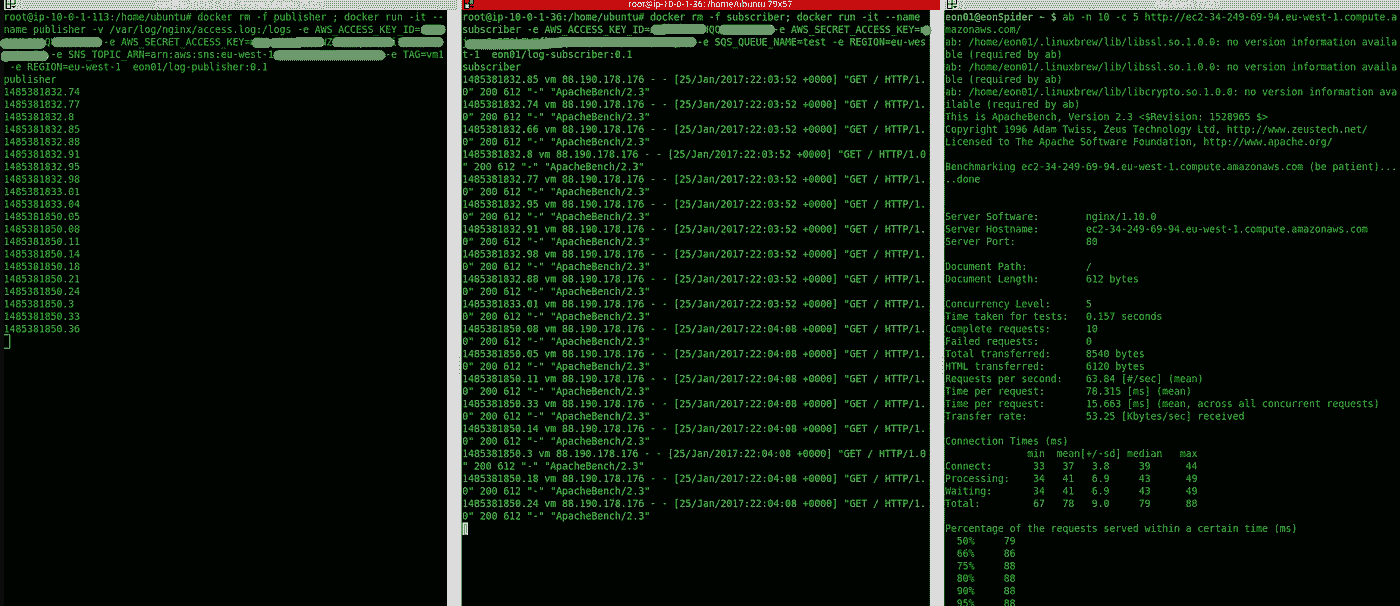 root@ip-10-0-1-113:/home/ubuntu# docker rm -f publisher ; docker run -it --
name publisher -v /var/log/nginx/access.log:/logs -e AWS_ACCESS_KEY_ID=
-e AWS_SECRET_ACCESS_KEY=
-e SNS_TOPIC_ARN=arn:aws:sns:eu-west-1 -e TAG=vm1
-e REGION=eu-west-1  eon01/log-publisher:0.1
publisher
1485381832.74
1485381832.77
1485381832.8
1485381832.85
1485381832.88
1485381832.91
1485381832.95
1485381832.98
1485381833.01
1485381833.04
1485381850.05
1485381850.08
1485381850.11
1485381850.14
1485381850.18
1485381850.21
1485381850.24
1485381850.3
1485381850.33
1485381850.36
root@ip-10-0-1-36:/home/ubuntu 79x57
root@ip-10-0-1-36:/home/ubuntu# docker rm -f subscriber; docker run -it --name
subscriber -e AWS_ACCESS_KEY_ID= -e AWS_SECRET_ACCESS_KEY=
-e SQS_QUEUE_NAME=test -e REGION=eu-wes
t-1  eon01/log-subscriber:0.1
subscriber
1485381832.85 vm 88.190.178.176 - - [25/Jan/2017:22:03:52 +0000] "GET / HTTP/1.
0" 200 612 "-" "ApacheBench/2.3"
1485381832.74 vm 88.190.178.176 - - [25/Jan/2017:22:03:52 +0000] "GET / HTTP/1.
0" 200 612 "-" "ApacheBench/2.3"
1485381832.66 vm 88.190.178.176 - - [25/Jan/2017:22:03:52 +0000] "GET / HTTP/1.
0" 200 612 "-" "ApacheBench/2.3"
1485381832.8 vm 88.190.178.176 - - [25/Jan/2017:22:03:52 +0000] "GET / HTTP/1.0
" 200 612 "-" "ApacheBench/2.3"
1485381832.77 vm 88.190.178.176 - - [25/Jan/2017:22:03:52 +0000] "GET / HTTP/1.
0" 200 612 "-" "ApacheBench/2.3"
1485381832.95 vm 88.190.178.176 - - [25/Jan/2017:22:03:52 +0000] "GET / HTTP/1.
0" 200 612 "-" "ApacheBench/2.3"
1485381832.91 vm 88.190.178.176 - - [25/Jan/2017:22:03:52 +0000] "GET / HTTP/1.
0" 200 612 "-" "ApacheBench/2.3"
1485381832.98 vm 88.190.178.176 - - [25/Jan/2017:22:03:52 +0000] "GET / HTTP/1.
0" 200 612 "-" "ApacheBench/2.3"
1485381832.88 vm 88.190.178.176 - - [25/Jan/2017:22:03:52 +0000] "GET / HTTP/1.
0" 200 612 "-" "ApacheBench/2.3"
1485381833.01 vm 88.190.178.176 - - [25/Jan/2017:22:03:52 +0000] "GET / HTTP/1.
0" 200 612 "-" "ApacheBench/2.3"
1485381850.08 vm 88.190.178.176 - - [25/Jan/2017:22:04:08 +0000] "GET / HTTP/1.
0" 200 612 "-" "ApacheBench/2.3"
1485381850.05 vm 88.190.178.176 - - [25/Jan/2017:22:04:08 +0000] "GET / HTTP/1.
0" 200 612 "-" "ApacheBench/2.3"
1485381850.11 vm 88.190.178.176 - - [25/Jan/2017:22:04:08 +0000] "GET / HTTP/1.
0" 200 612 "-" "ApacheBench/2.3"
1485381850.33 vm 88.190.178.176 - - [25/Jan/2017:22:04:08 +0000] "GET / HTTP/1.
0" 200 612 "-" "ApacheBench/2.3"
1485381850.14 vm 88.190.178.176 - - [25/Jan/2017:22:04:08 +0000] "GET / HTTP/1.
0" 200 612 "-" "ApacheBench/2.3"
1485381850.3 vm 88.190.178.176 - - [25/Jan/2017:22:04:08 +0000] "GET / HTTP/1.0
" 200 612 "-" "ApacheBench/2.3"
1485381850.18 vm 88.190.178.176 - - [25/Jan/2017:22:04:08 +0000] "GET / HTTP/1.
0" 200 612 "-" "ApacheBench/2.3"
1485381850.24 vm 88.190.178.176 - - [25/Jan/2017:22:04:08 +0000] "GET / HTTP/1.
0" 200 612 "-" "ApacheBench/2.3"
eon01@eonSpider ~ $ ab -n 10 -c 5 http://ec2-34-249-69-94.eu-west-1.compute.a
mazonaws.com/
ab: /home/eon01/.linuxbrew/lib/libssl.so.1.0.0: no version information availa
ble (required by ab)
ab: /home/eon01/.linuxbrew/lib/libssl.so.1.0.0: no version information availa
ble (required by ab)
ab: /home/eon01/.linuxbrew/lib/libcrypto.so.1.0.0: no version information ava
ilable (required by ab)
This is ApacheBench, Version 2.3 <$Revision: 1528965 $>
Copyright 1996 Adam Twiss, Zeus Technology Ltd, http://www.zeustech.net/
Licensed to The Apache Software Foundation, http://www.apache.org/
Benchmarking ec2-34-249-69-94.eu-west-1.compute.amazonaws.com (be patient)...
..done
Server Software:        nginx/1.10.0
Server Hostname:        ec2-34-249-69-94.eu-west-1.compute.amazonaws.com
Server Port:            80
Document Path:          /
Document Length:        612 bytes
Concurrency Level:      5
Time taken for tests:   0.157 seconds
Complete requests:      10
Failed requests:        0
Total transferred:      8540 bytes
HTML transferred:       6120 bytes
Requests per second:    63.84 [#/sec] (mean)
Time per request:       78.315 [ms] (mean)
Time per request:       15.663 [ms] (mean, across all concurrent requests)
Transfer rate:          53.25 [Kbytes/sec] received
Connection Times (ms)
min  mean[+/-sd] median   max
Connect:       33   37   3.8     39      44
Processing:    34   41   6.9     43      49
Waiting:       34   41   6.9     43      49
Total:         67   78   9.0     79      88
Percentage of the requests served within a certain time (ms)
50%     79
66%     86
75%     88
80%     88
90%     88
95%     88